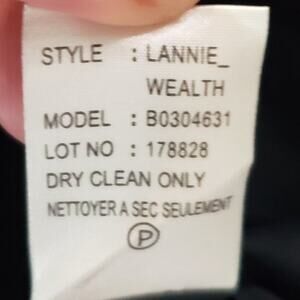 STYLE : LANNIE_
WEALTH
MODEL : B0304631
LOT NO : 178828
DRY CLEAN ONLY
NETTOYER A SEC SEULEMENT
P